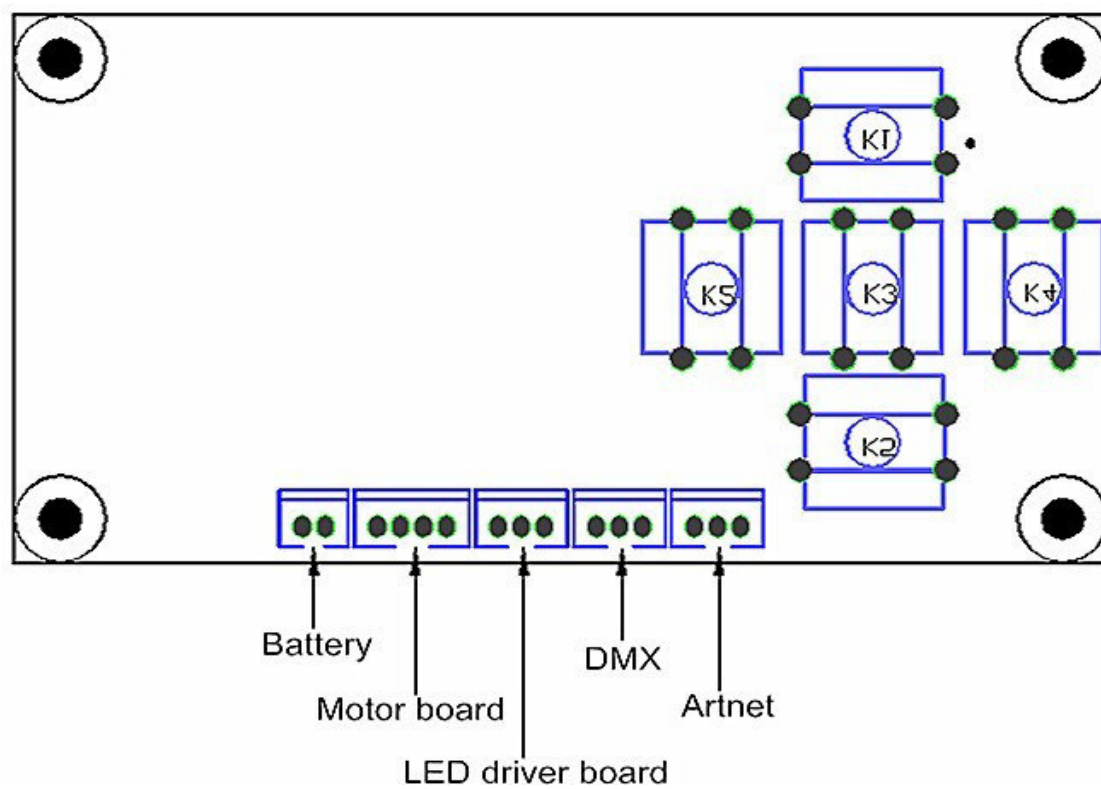 K1
K5 K3 K4
K2
Battery
DMX
Motor board
Artnet
LED driver board